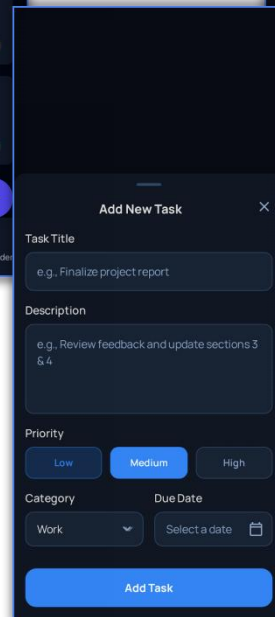 Add New Task
Task Title
e.g., Finalize project report
Description
e.g., Review feedback and update sections 3
& 4
Priority
Low
Medium
High
Category
Due Date
Work
Select a date
Add Task